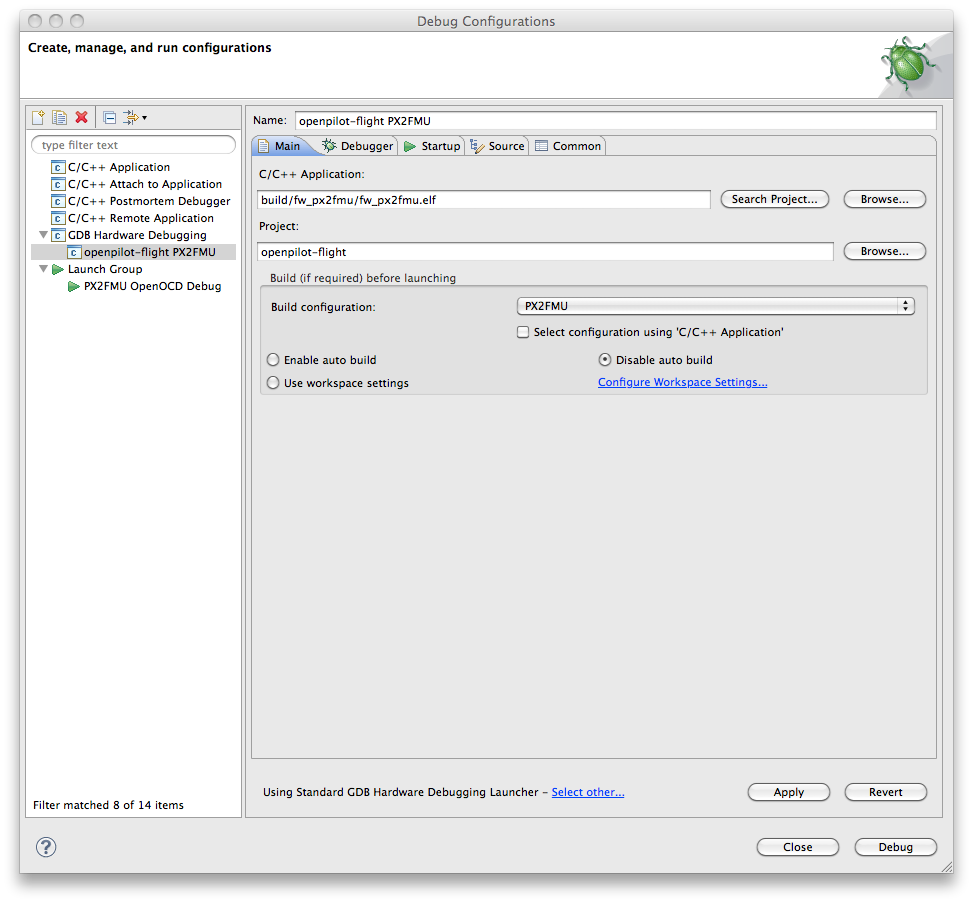 Debug Configurations
Create, manage, and run configurations
type filter text
C/C++ Application
C/C++ Attach to Application
C/C++ Postmortem Debugger
C/C++ Remote Application
GDB Hardware Debugging
openpilot-flight PX2FMU
Launch Group
PX2FMU OpenOCD Debug
Filter matched 8 of 14 items
Name: openpilot-flight PX2FMU
Main Debugger Startup Source Common
C/C++ Application:
build/fw_px2fmu/fw_px2fmu.elf Search Project... Browse...
Project:
openpilot-flight Browse...
Build (if required) before launching
Build configuration: PX2FMU
Select configuration using 'C/C++ Application'
Enable auto build Disable auto build
Use workspace settings Configure Workspace Settings...
Using Standard GDB Hardware Debugging Launcher - Select other... Apply Revert
? Close Debug